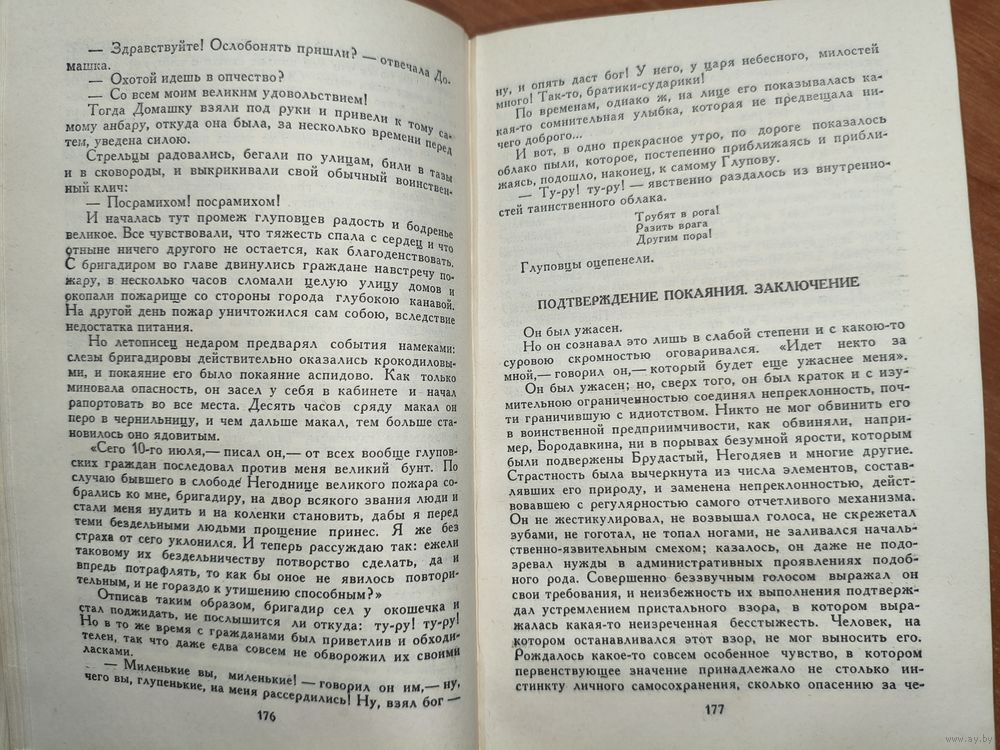 — Здравствуйте! Ослобонять пришли? — отвечала До-
машка.
— Охотой идешь в опчество?
— Со всем моим великим удовольствием!
Тогда Домашку взяли под руки и привели к тому са-
мому анбару, откуда она была, за несколько времени перед
тем, уведена силою.
Стрельцы радовались, бегали по улицам, били в тазы
и в сковороды, и выкрикивали свой обычный воинствен-
ный клич:
— Посрамихом! посрамихом!
И началась тут промеж глуповцев радость и бодренье
великое. Все чувствовали, что тяжесть спала с сердец и что
отныне ничего другого не остается, как благоденствовать.
С бригадиром во главе двинулись граждане навстречу по-
жару, в несколько часов сломали целую улицу домов и
окопали пожарище со стороны города глубокою канавой.
На другой день пожар уничтожился сам собою, вследствие
недостатка питания.
Но летописец недаром предварял события намеками:
слезы бригадировы действительно оказались крокодиловы-
ми, и покаяние его было покаяние аспидово. Как только
миновала опасность, он засел у себя в кабинете и начал
рапортовать во все места. Десять часов сряду макал он
перо в чернильницу, и чем дальше макал, тем больше ста-
новилось оно ядовитым.
«Сего 10-го июля,— писал он,— от всех вообще глупов-
ских граждан последовал против меня великий бунт. По
случаю бывшего в слободе Негоднице великого пожара со-
брались ко мне, бригадиру, на двор всякого звания люди и
стали меня нудить и на коленки становить, дабы я перед
теми бездельными людьми прощение принес. Я же без
страха от сего уклонился. И теперь рассуждаю так: ежели
таковому их бездельничеству потворство сделать, да и
впредь потрафлять, то как бы оное не явилось повтори-
тельным, и не гораздо к утишению способным?»
Отписав таким образом, бригадир сел у окошечка и
стал поджидать, не послышится ли откуда: ту-ру! ту-ру!
Но в то же время с гражданами был приветлив и обходи-
телен, так что даже едва совсем не обворожил их своими
ласками.
— Миленькие вы, миленькие! — говорил он им,— ну,
чего вы, глупенькие, на меня рассердились! Ну, взял бог —
176
ну, и опять даст бог! У него, у царя небесного, милостей
много! Так-то, братики-сударики!
По временам, однако ж, на лице его показывалась ка-
кая-то сомнительная улыбка, которая не предвещала ни-
чего доброго...
И вот, в одно прекрасное утро, по дороге показалось
облако пыли, которое, постепенно приближаясь и прибли-
жаясь, подошло, наконец, к самому Глупову.
— Ту-ру! ту-ру! — явственно раздалось из внутренно-
стей таинственного облака.
Трубят в рога!
Разить врага
Другим пора!
Глуповцы оцепенели.
ПОДТВЕРЖДЕНИЕ ПОКАЯНИЯ. ЗАКЛЮЧЕНИЕ
Он был ужасен.
Но он сознавал это лишь в слабой степени и с какою-то
суровою скромностью оговаривался. «Идет некто за
мной,— говорил он,— который будет еще ужаснее меня».
Он был ужасен; но, сверх того, он был краток и с изу-
мительною ограниченностью соединял непреклонность, поч-
ти граничившую с идиотством. Никто не мог обвинить его
в воинственной предприимчивости, как обвиняли, напри-
мер, Бородавкина, ни в порывах безумной ярости, которым
были подвержены Брудастый, Негодяев и многие другие.
Страстность была вычеркнута из числа элементов, состав-
лявших его природу, и заменена непреклонностью, дейст-
вовавшею с регулярностью самого отчетливого механизма.
Он не жестикулировал, не возвышал голоса, не скрежетал
зубами, не гоготал, не топал ногами, не заливался началь-
ственно-язвительным смехом; казалось, он даже не подо-
зревал нужды в административных проявлениях подоб-
ного рода. Совершенно беззвучным голосом выражал он
свои требования, и неизбежность их выполнения подтверж-
дал устремлением пристального взора, в котором выра-
жалась какая-то неизреченная бесстыжесть. Человек, на
котором останавливался этот взор, не мог выносить его.
Рождалось какое-то совсем особенное чувство, в котором
первенствующее значение принадлежало не столько ин-
стинкту личного самосохранения, сколько опасению за че-
177
www.ay.by